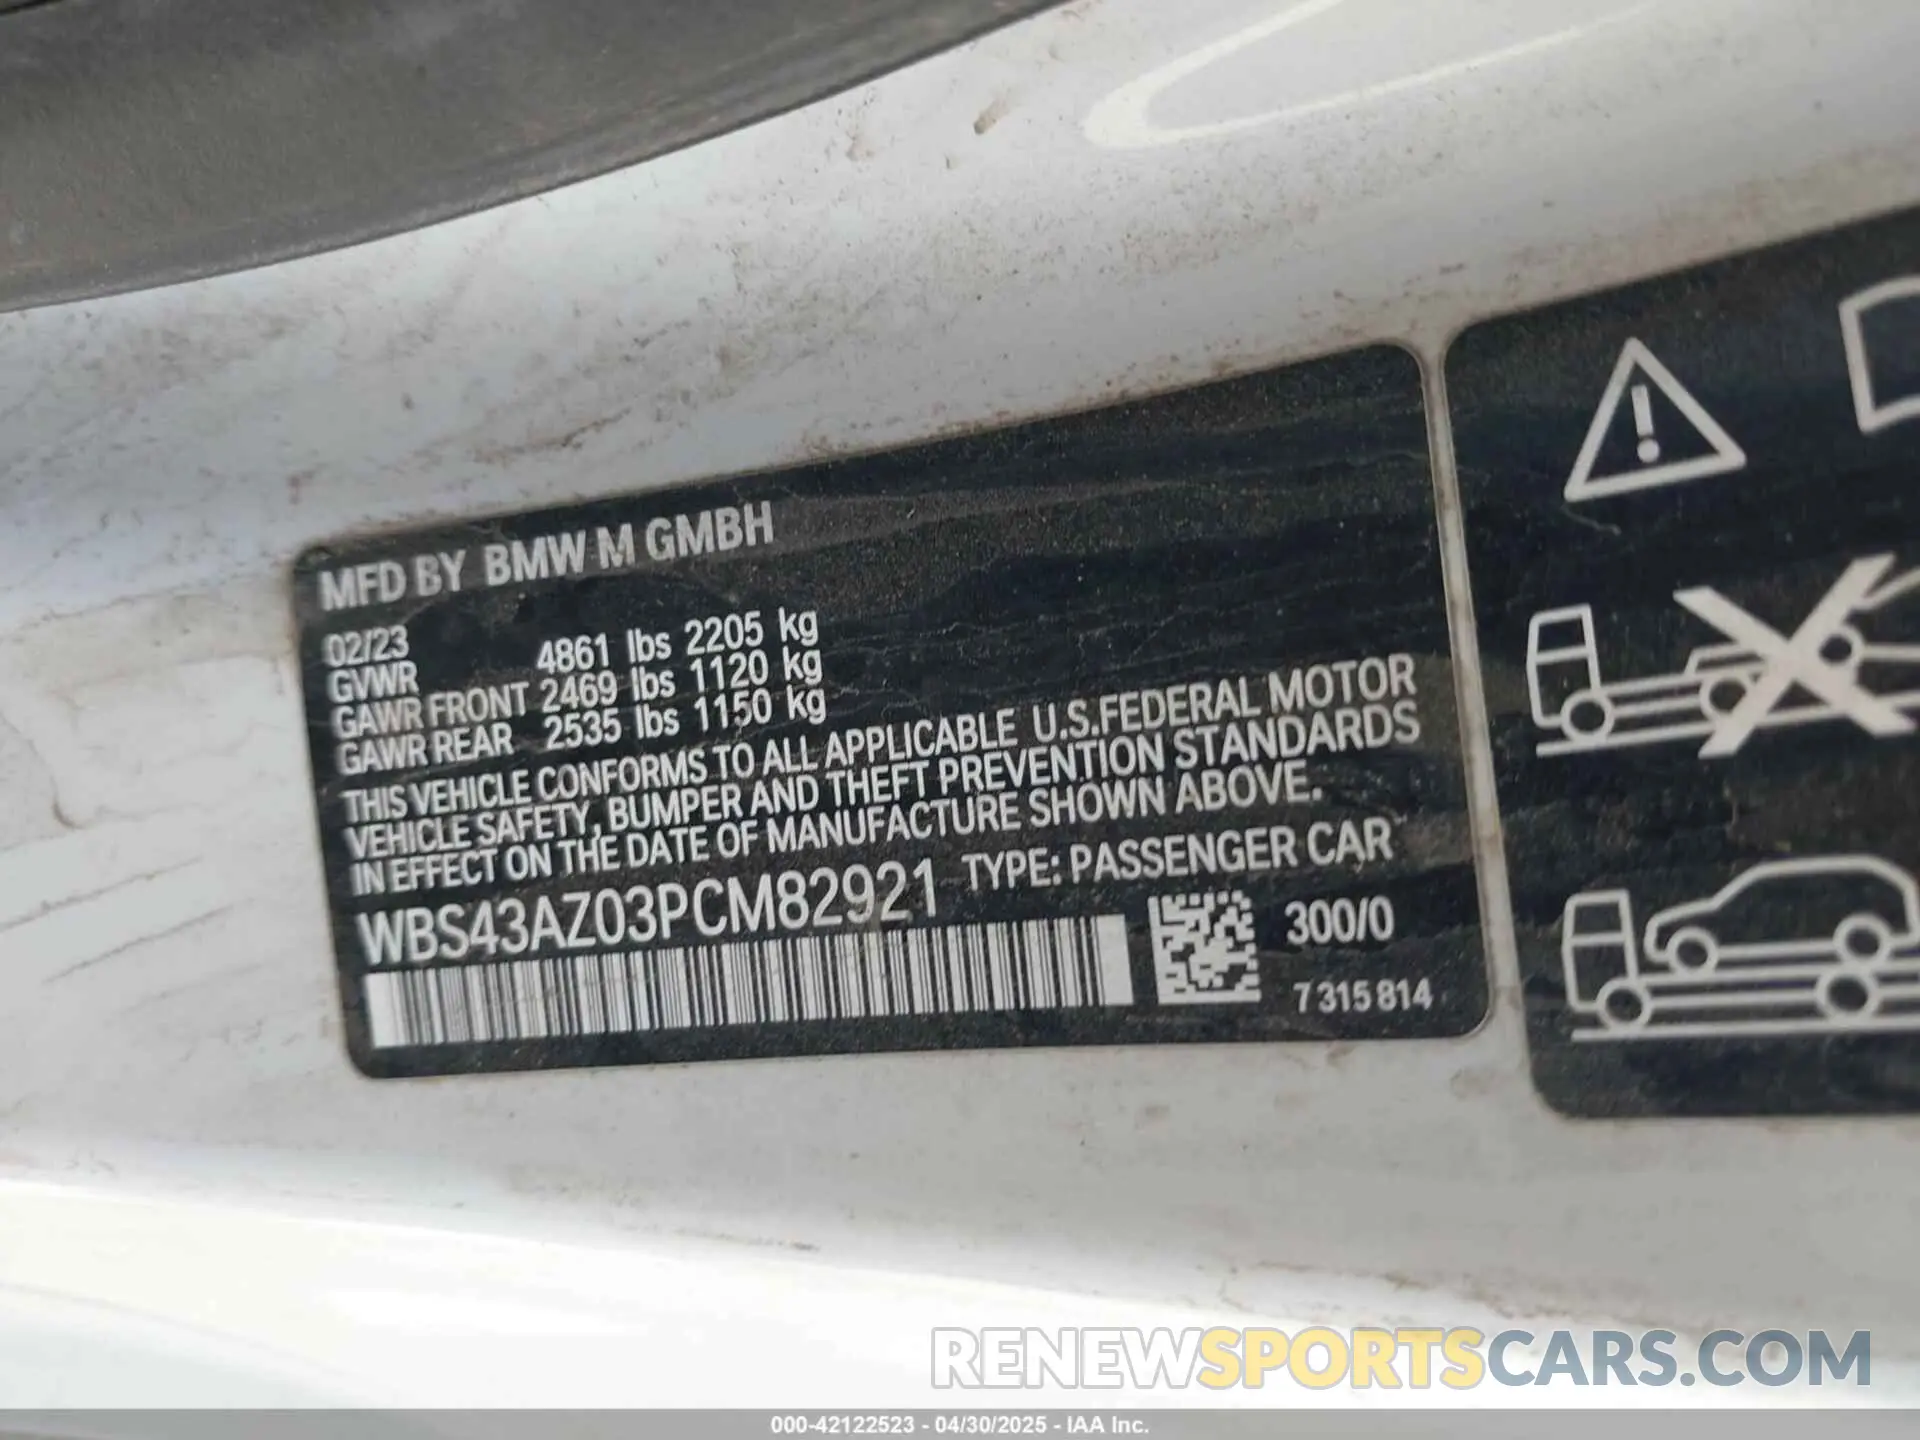 MFD BY BMW M GMBH
02/23
GVWR 4861 lbs 2205 kg
GAWR FRONT 2469 lbs 1120 kg
GAWR REAR 2535 lbs 1150 kg
THIS VEHICLE CONFORMS TO ALL APPLICABLE U.S.FEDERAL MOTOR
VEHICLE SAFETY, BUMPER AND THEFT PREVENTION STANDARDS
IN EFFECT ON THE DATE OF MANUFACTURE SHOWN ABOVE.
WBS43AZ03PCM82921 TYPE: PASSENGER CAR
300/0
7 315 814
RENEWSPORTSCARS.COM
000-42122523 - 04/30/2025 - IAA Inc.